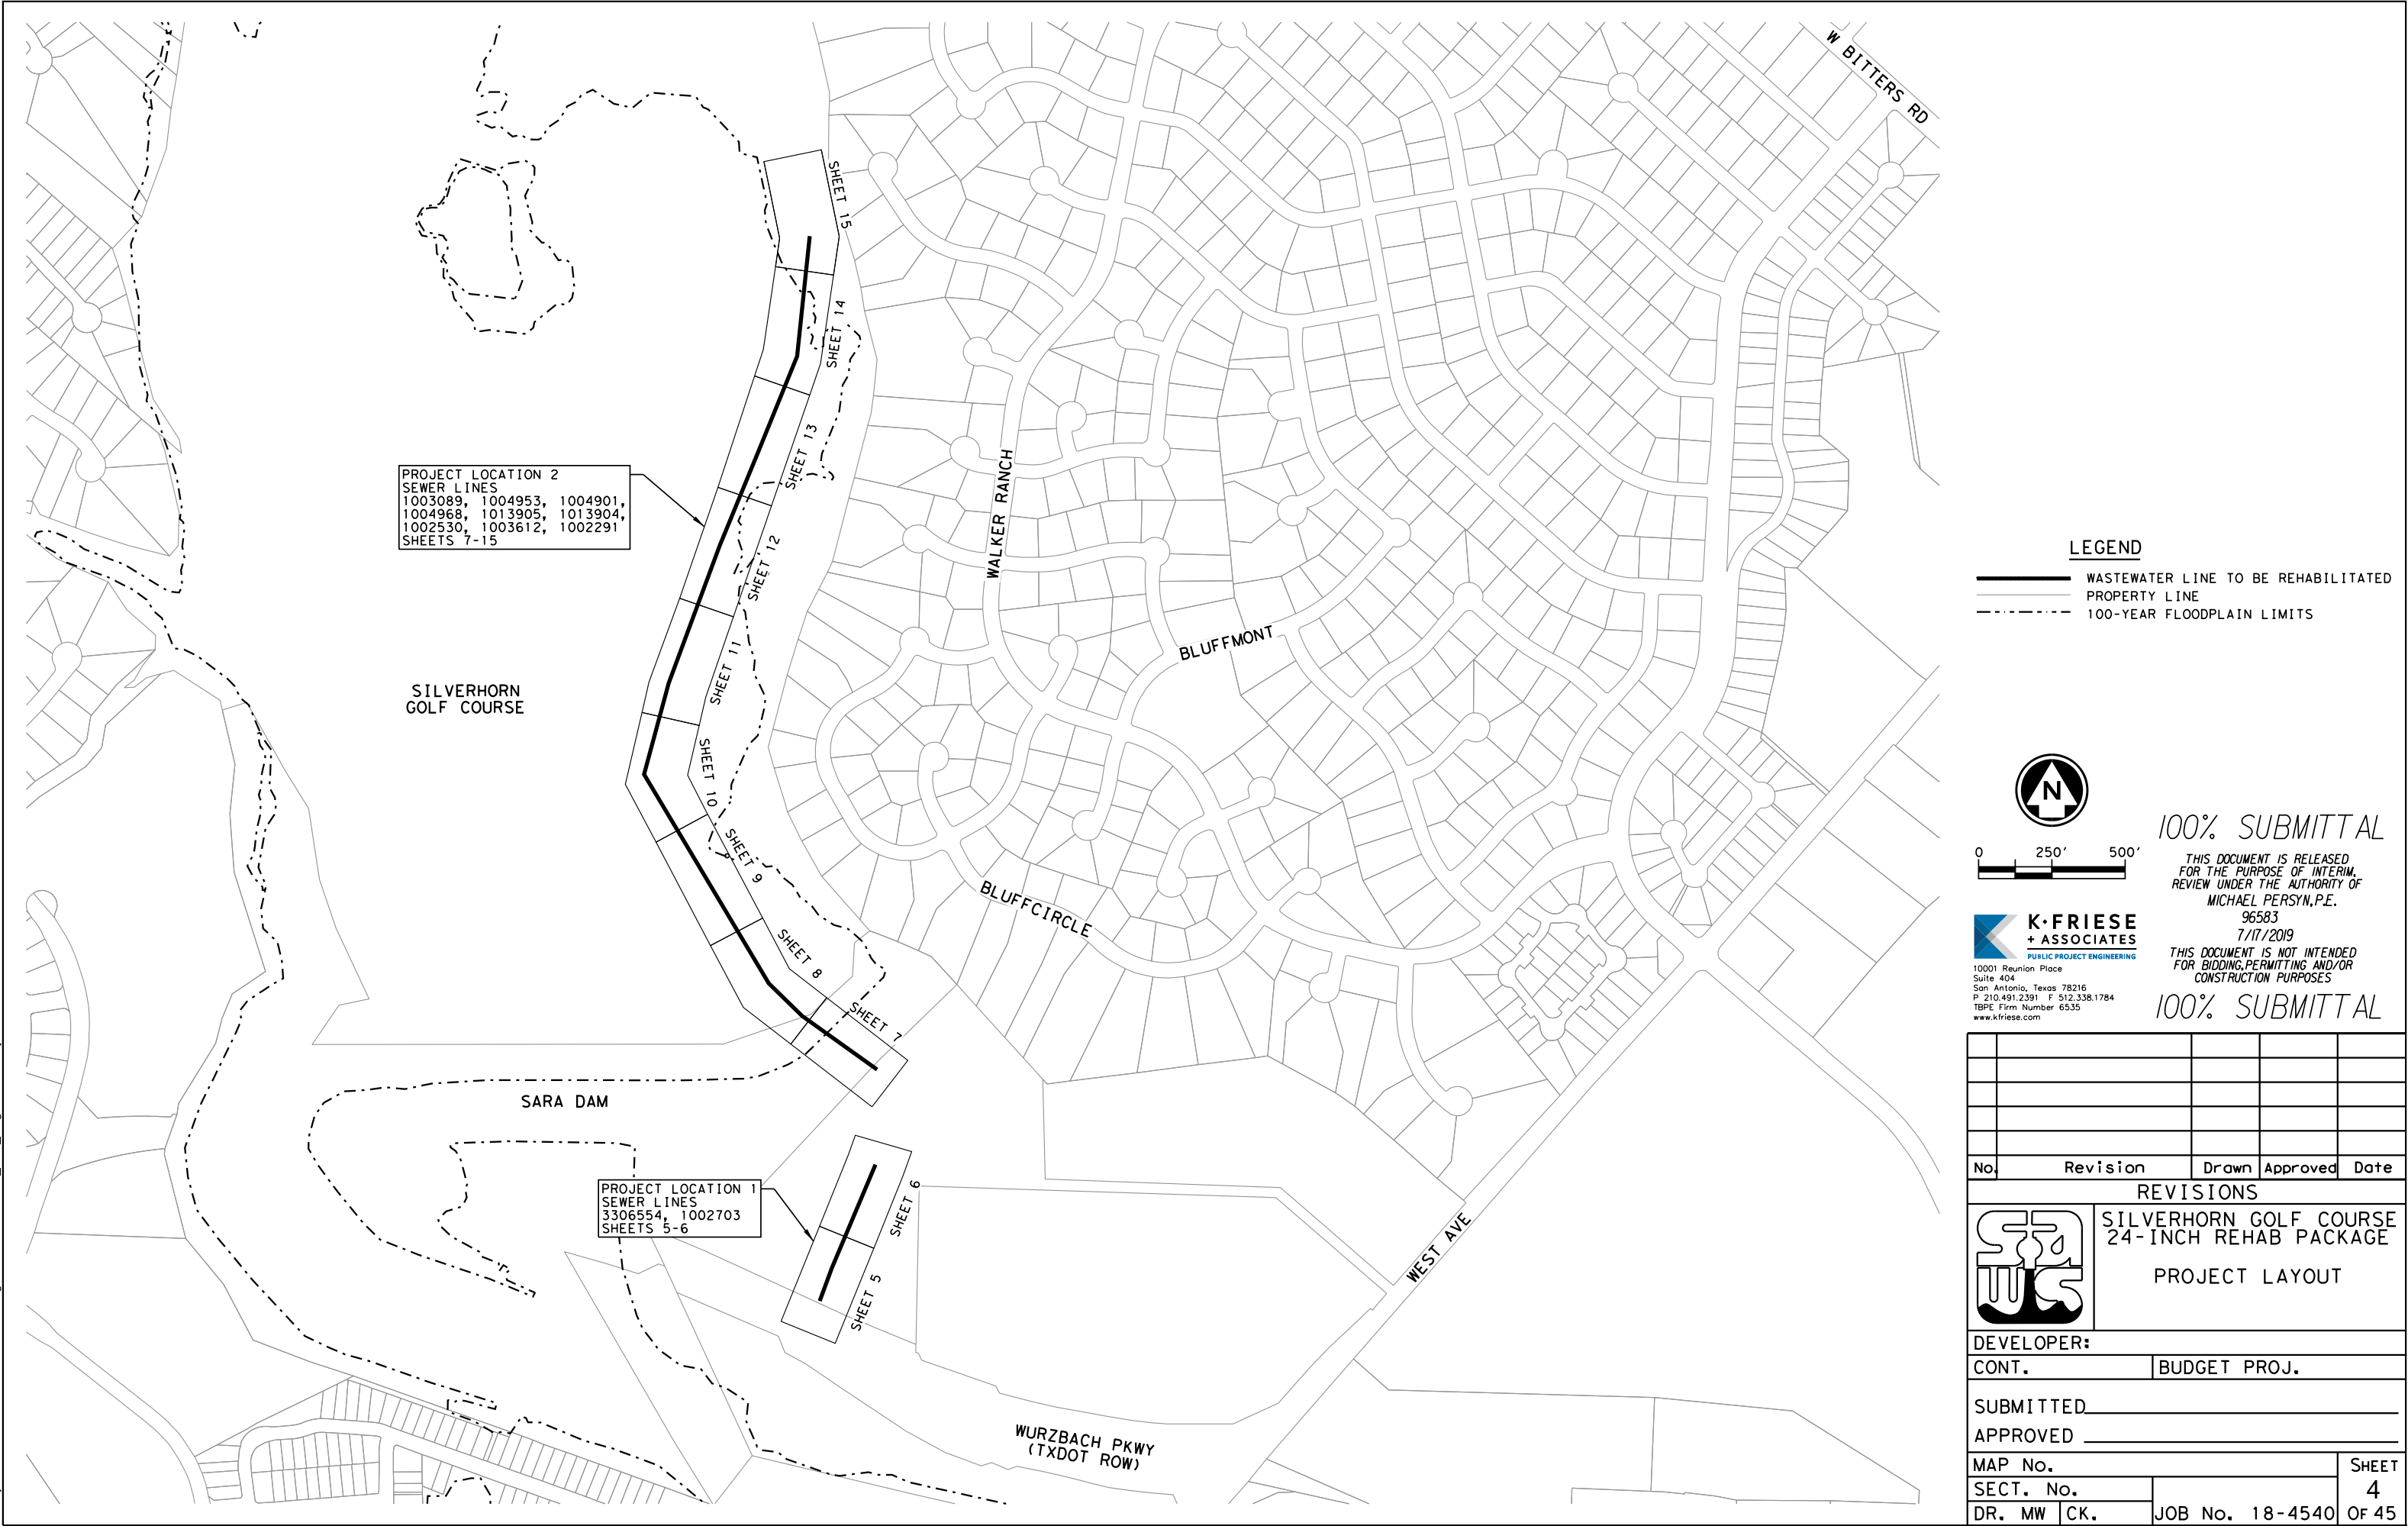 W BITTERS RD
SHEET 15
SHEET 14
SHEET 13
SHEET 12
SHEET 11
SHEET 10
SHEET 9
SHEET 8
SHEET 7
PROJECT LOCATION 2
SEWER LINES
1003089, 1004953, 1004901,
1004968, 1013905, 1013904,
1002530, 1003612, 1002291
SHEETS 7-15
WALKER RANCH
BLUFFMONT
BLUFFCIRCLE
SILVERHORN
GOLF COURSE
SARA DAM
PROJECT LOCATION 1
SEWER LINES
3306554, 1002703
SHEETS 5-6
SHEET 6
SHEET 5
WEST AVE
WURZBACH PKWY
(TXDOT ROW)
LEGEND
WASTEWATER LINE TO BE REHABILITATED
PROPERTY LINE
100-YEAR FLOODPLAIN LIMITS
N
0 250' 500'
100% SUBMITTAL
THIS DOCUMENT IS RELEASED
FOR THE PURPOSE OF INTERIM,
REVIEW UNDER THE AUTHORITY OF
MICHAEL PERSYN,P.E.
96583
7/17/2019
THIS DOCUMENT IS NOT INTENDED
FOR BIDDING,PERMITTING AND/OR
CONSTRUCTION PURPOSES
100% SUBMITTAL
K·FRIESE
+ ASSOCIATES
PUBLIC PROJECT ENGINEERING
10001 Reunion Place
Suite 404
San Antonio, Texas 78216
P 210.491.2391 F 512.338.1784
TBPE Firm Number 6535
www.kfriese.com
No. Revision Drawn Approved Date
REVISIONS
SAWS
SILVERHORN GOLF COURSE
24-INCH REHAB PACKAGE
PROJECT LAYOUT
DEVELOPER:
CONT. BUDGET PROJ.
SUBMITTED
APPROVED
MAP No.
SECT. No.
DR. MW CK. JOB No. 18-4540
SHEET
4
OF 45